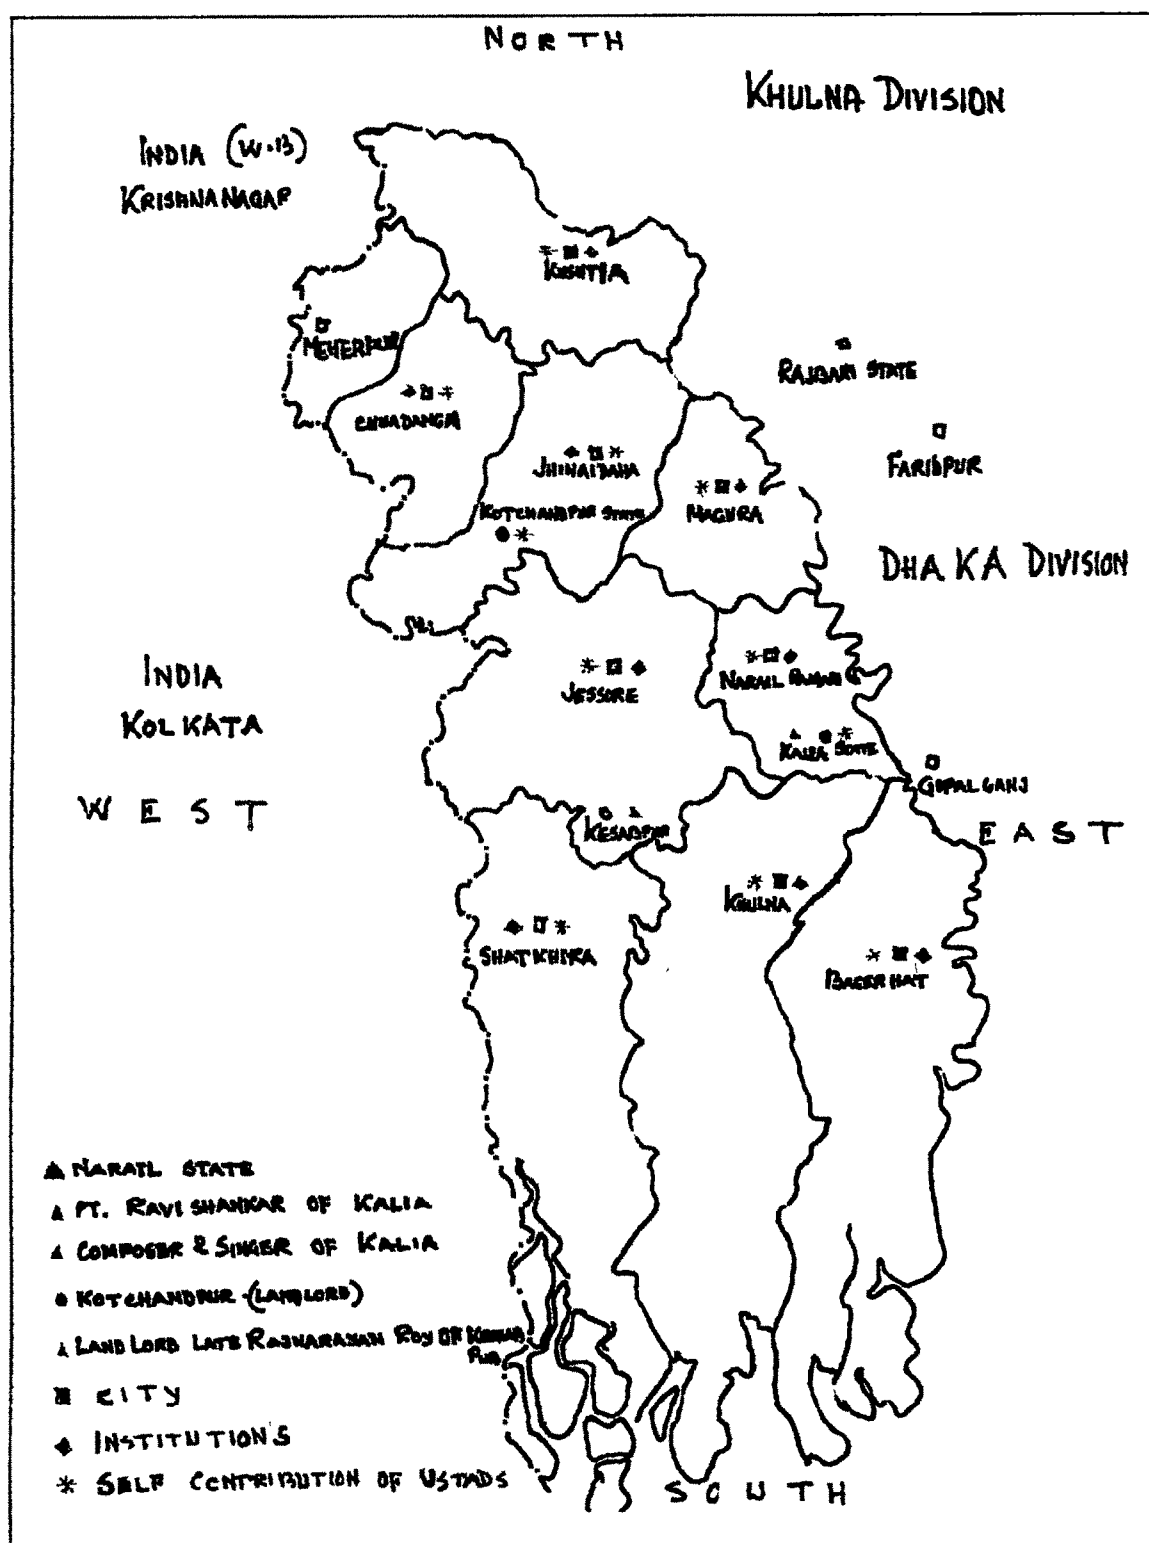 NORTH
KHULNA DIVISION
INDIA (W.B)
KRISHNANAGAR
KUSHTIA
MEHERPUR
RAJBARI STATE
CHUADANGA
FARIDPUR
JHINAIDAHA
KOTCHANDPUR STATE
MAGURA
DHAKA DIVISION
INDIA
KOLKATA
NARAIL
JESSORE
KALIA STATE
GOPALGANJ
WEST
EAST
KESABPUR
KHULNA
SHATKHIRA
BAGERHAT
NARAIL STATE
PT. RAVI SHANKAR OF KALIA
COMPOSER & SINGER OF KALIA
KOTCHANDPUR (LANDLORD)
LAND LORD LATE RAJNARAYAN ROY OF
PUR
CITY
INSTITUTIONS
SELF CONTRIBUTION OF USTADS
SOUTH